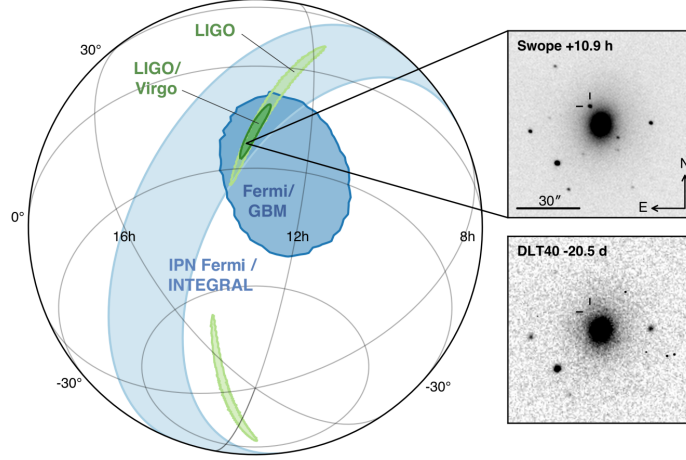 LIGO
30°
LIGO/
Virgo
Fermi/
GBM
0°
16h
12h
8h
IPN Fermi /
INTEGRAL
-30°
-30°
Swope +10.9 h
30″
N
E
DLT40 -20.5 d